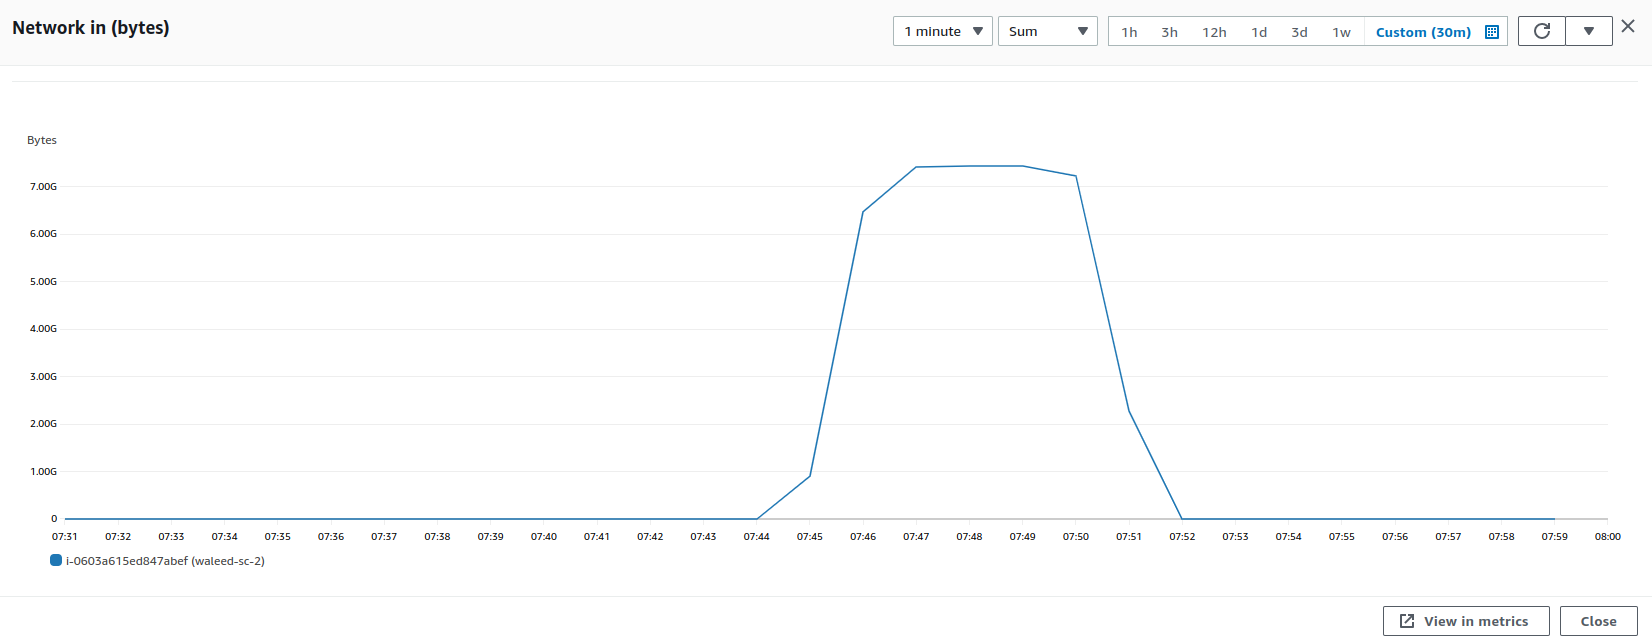 Network in (bytes)
1 minute Sum 1h 3h 12h 1d 3d 1w Custom (30m)
Bytes
7.00G
6.00G
5.00G
4.00G
3.00G
2.00G
1.00G
0
07:31 07:32 07:33 07:34 07:35 07:36 07:37 07:38 07:39 07:40 07:41 07:42 07:43 07:44 07:45 07:46 07:47 07:48 07:49 07:50 07:51 07:52 07:53 07:54 07:55 07:56 07:57 07:58 07:59 08:00
i-0603a615ed847abef (waleed-sc-2)
View in metrics Close